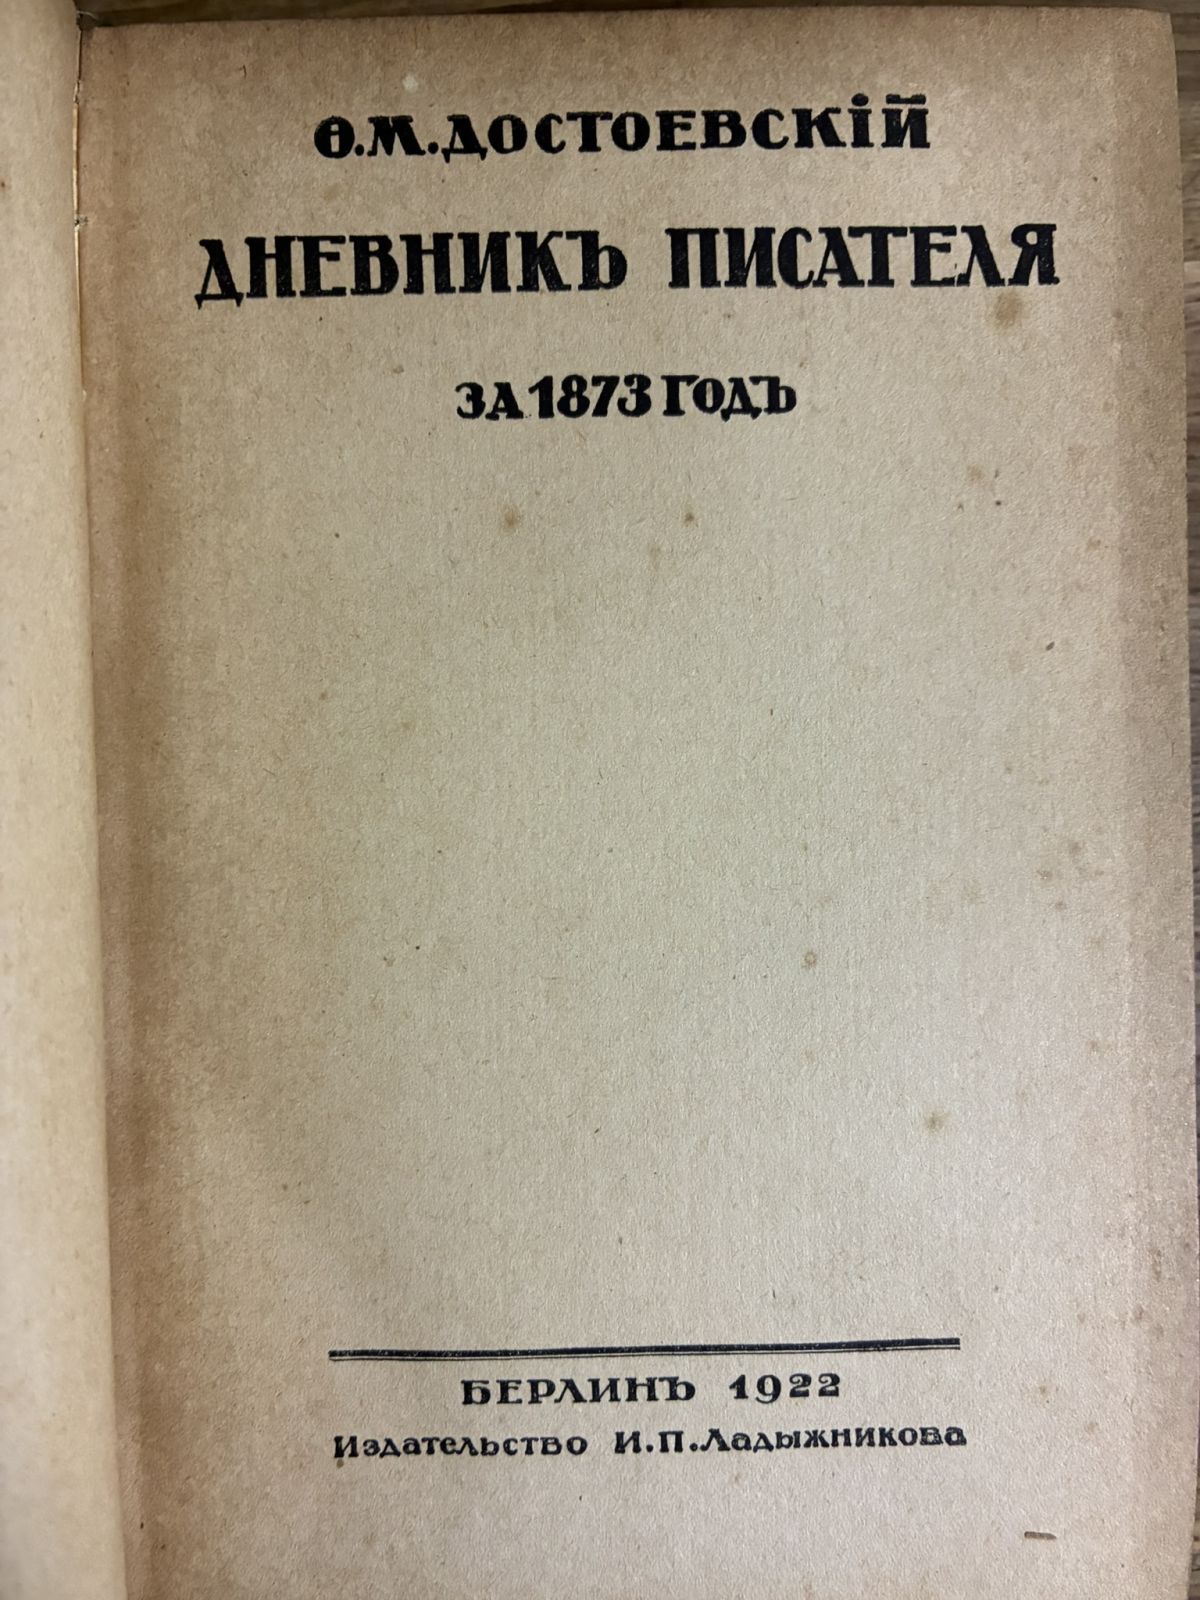 Ѳ.М.ДОСТОЕВСКІЙ
ДНЕВНИКЪ ПИСАТЕЛЯ
ЗА 1873 ГОДЪ
БЕРЛИНЪ 1922
Издательство И.П.Ладыжникова